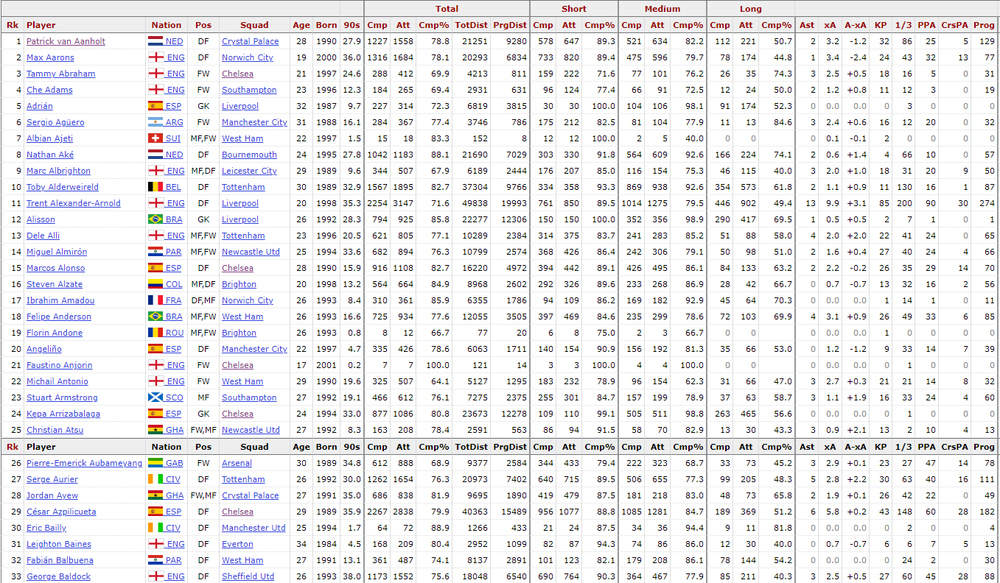 Total Short Medium Long
Rk Player Nation Pos Squad Age Born 90s Cmp Att Cmp% TotDist PrgDist Cmp Att Cmp% Cmp Att Cmp% Cmp Att Cmp% Ast xA A-xA KP 1/3 PPA CrsPA Prog
1 Patrick van Aanholt NED DF Crystal Palace 28 1990 27.9 1227 1558 78.8 21251 9280 578 647 89.3 521 634 82.2 112 221 50.7 2 3.2 -1.2 32 86 25 5 129
2 Max Aarons ENG DF Norwich City 19 2000 36.0 1316 1684 78.1 20293 6834 733 820 89.4 475 596 79.7 78 174 44.8 1 3.4 -2.4 24 43 32 13 77
3 Tammy Abraham ENG FW Chelsea 21 1997 24.6 288 412 69.9 4213 811 159 222 71.6 77 101 76.2 26 35 74.3 3 2.5 +0.5 18 16 5 0 31
4 Che Adams ENG FW Southampton 23 1996 12.3 184 265 69.4 2931 631 96 124 77.4 66 91 72.5 12 24 50.0 2 1.2 +0.8 11 12 3 0 19
5 Adrián ESP GK Liverpool 32 1987 9.7 227 314 72.3 6819 3815 30 30 100.0 104 106 98.1 91 174 52.3 0 0.0 0.0 0 3 0 0 0
6 Sergio Agüero ARG FW Manchester City 31 1988 16.1 284 367 77.4 3746 786 175 212 82.5 81 104 77.9 11 13 84.6 3 2.4 +0.6 16 12 20 0 32
7 Albian Ajeti SUI MF,FW West Ham 22 1997 1.5 15 18 83.3 152 8 12 12 100.0 2 5 40.0 0 0 0 0.1 -0.1 2 0 0 0 0
8 Nathan Aké NED DF Bournemouth 24 1995 27.8 1042 1183 88.1 21690 7029 303 330 91.8 564 609 92.6 166 224 74.1 2 0.6 +1.4 4 66 10 0 57
9 Marc Albrighton ENG MF,DF Leicester City 29 1989 9.6 344 507 67.9 6189 2444 176 207 85.0 116 154 75.3 46 115 40.0 3 2.0 +1.0 18 31 20 9 50
10 Toby Alderweireld BEL DF Tottenham 30 1989 32.9 1567 1895 82.7 37304 9766 334 358 93.3 869 938 92.6 354 573 61.8 2 1.1 +0.9 11 130 16 1 87
11 Trent Alexander-Arnold ENG DF Liverpool 20 1998 35.3 2254 3147 71.6 49838 19993 761 850 89.5 1014 1275 79.5 446 902 49.4 13 9.9 +3.1 85 200 90 30 274
12 Alisson BRA GK Liverpool 26 1992 28.3 794 925 85.8 22277 12306 150 150 100.0 352 356 98.9 290 417 69.5 1 0.5 +0.5 2 7 1 0 1
13 Dele Alli ENG MF,FW Tottenham 23 1996 20.5 621 805 77.1 10289 2384 314 375 83.7 241 283 85.2 51 88 58.0 4 2.0 +2.0 22 41 24 0 65
14 Miguel Almirón PAR MF,FW Newcastle Utd 25 1994 33.6 682 894 76.3 10799 2574 368 426 86.4 242 306 79.1 50 98 51.0 2 1.6 +0.4 27 40 24 4 66
15 Marcos Alonso ESP DF Chelsea 28 1990 15.9 916 1108 82.7 16220 4972 394 442 89.1 426 495 86.1 84 133 63.2 2 2.2 -0.2 26 35 29 14 70
16 Steven Alzate COL MF,DF Brighton 20 1998 13.2 564 664 84.9 8968 2602 292 326 89.6 233 268 86.9 28 42 66.7 0 0.7 -0.7 13 32 16 2 56
17 Ibrahim Amadou FRA DF,MF Norwich City 26 1993 8.4 310 361 85.9 6355 1786 94 109 86.2 169 182 92.9 45 64 70.3 0 0.0 0.0 1 14 1 0 11
18 Felipe Anderson BRA MF,FW West Ham 26 1993 16.6 725 934 77.6 12055 3505 397 469 84.6 235 299 78.6 72 103 69.9 4 3.1 +0.9 26 49 33 6 85
19 Florin Andone ROU MF,FW Brighton 26 1993 0.8 8 12 66.7 77 20 6 8 75.0 2 3 66.7 0 0 0 0.0 0.0 1 0 0 0 0
20 Angeliño ESP DF Manchester City 22 1997 4.7 335 426 78.6 6063 1711 140 154 90.9 156 192 81.3 35 66 53.0 0 1.2 -1.2 9 33 14 7 39
21 Faustino Anjorin ENG FW Chelsea 17 2001 0.2 7 7 100.0 121 14 3 3 100.0 4 4 100.0 0 0 0 0.0 0.0 0 1 0 0 0
22 Michail Antonio ENG FW West Ham 29 1990 19.6 325 507 64.1 5127 1295 183 232 78.9 96 154 62.3 31 66 47.0 3 2.7 +0.3 21 21 14 8 32
23 Stuart Armstrong SCO MF Southampton 27 1992 19.1 466 612 76.1 7275 2375 255 301 84.7 157 199 78.9 37 63 58.7 3 1.1 +1.9 16 33 24 4 60
24 Kepa Arrizabalaga ESP GK Chelsea 24 1994 33.0 877 1086 80.8 23673 12278 109 110 99.1 505 511 98.8 263 465 56.6 0 0.0 0.0 0 1 0 0 0
25 Christian Atsu GHA FW,MF Newcastle Utd 27 1992 8.3 163 208 78.4 2591 563 86 94 91.5 58 70 82.9 13 30 43.3 3 0.9 +2.1 13 2 10 4 13
Rk Player Nation Pos Squad Age Born 90s Cmp Att Cmp% TotDist PrgDist Cmp Att Cmp% Cmp Att Cmp% Cmp Att Cmp% Ast xA A-xA KP 1/3 PPA CrsPA Prog
26 Pierre-Emerick Aubameyang GAB FW Arsenal 30 1989 34.8 612 888 68.9 9377 2584 344 433 79.4 222 323 68.7 33 73 45.2 3 2.9 +0.1 23 27 47 14 78
27 Serge Aurier CIV DF Tottenham 26 1992 30.0 1262 1654 76.3 20973 7402 640 715 89.5 506 655 77.3 99 205 48.3 5 2.8 +2.2 30 63 40 16 111
28 Jordan Ayew GHA FW,MF Crystal Palace 27 1991 35.0 686 838 81.9 9695 1890 419 479 87.5 181 218 83.0 48 73 65.8 2 1.9 +0.1 26 42 22 0 49
29 César Azpilicueta ESP DF Chelsea 29 1989 35.9 2267 2838 79.9 40363 15489 956 1077 88.8 1085 1281 84.7 189 369 51.2 6 5.8 +0.2 43 148 60 28 182
30 Eric Bailly CIV DF Manchester Utd 25 1994 1.7 64 72 88.9 1266 433 21 24 87.5 34 36 94.4 9 11 81.8 0 0.0 0.0 0 2 0 0 4
31 Leighton Baines ENG DF Everton 34 1984 4.5 168 209 80.4 2952 1099 82 87 94.3 74 86 86.0 12 30 40.0 0 0.7 -0.7 6 6 7 5 13
32 Fabián Balbuena PAR DF West Ham 27 1991 13.1 361 487 74.1 8137 2891 101 123 82.1 179 208 86.1 78 144 54.2 0 0.0 0.0 0 24 2 0 30
33 George Baldock ENG DF Sheffield Utd 26 1993 38.0 1173 1552 75.6 18048 6540 690 764 90.3 364 467 77.9 85 211 40.3 3 2.5 +0.5 27 60 45 28 88